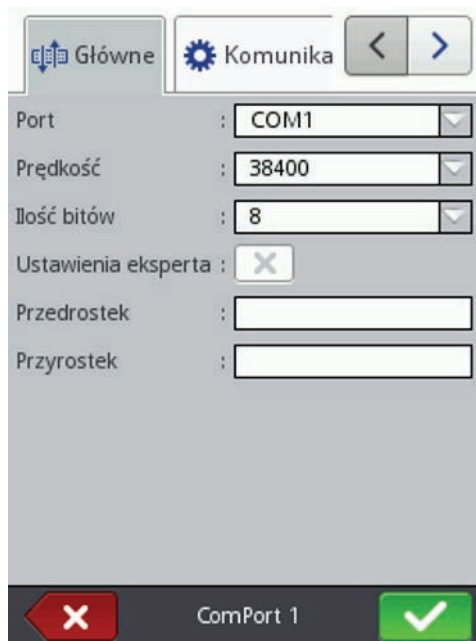 Główne Komunika
Port : COM1
Prędkość : 38400
Ilość bitów : 8
Ustawienia eksperta :
Przedrostek :
Przyrostek :
ComPort 1